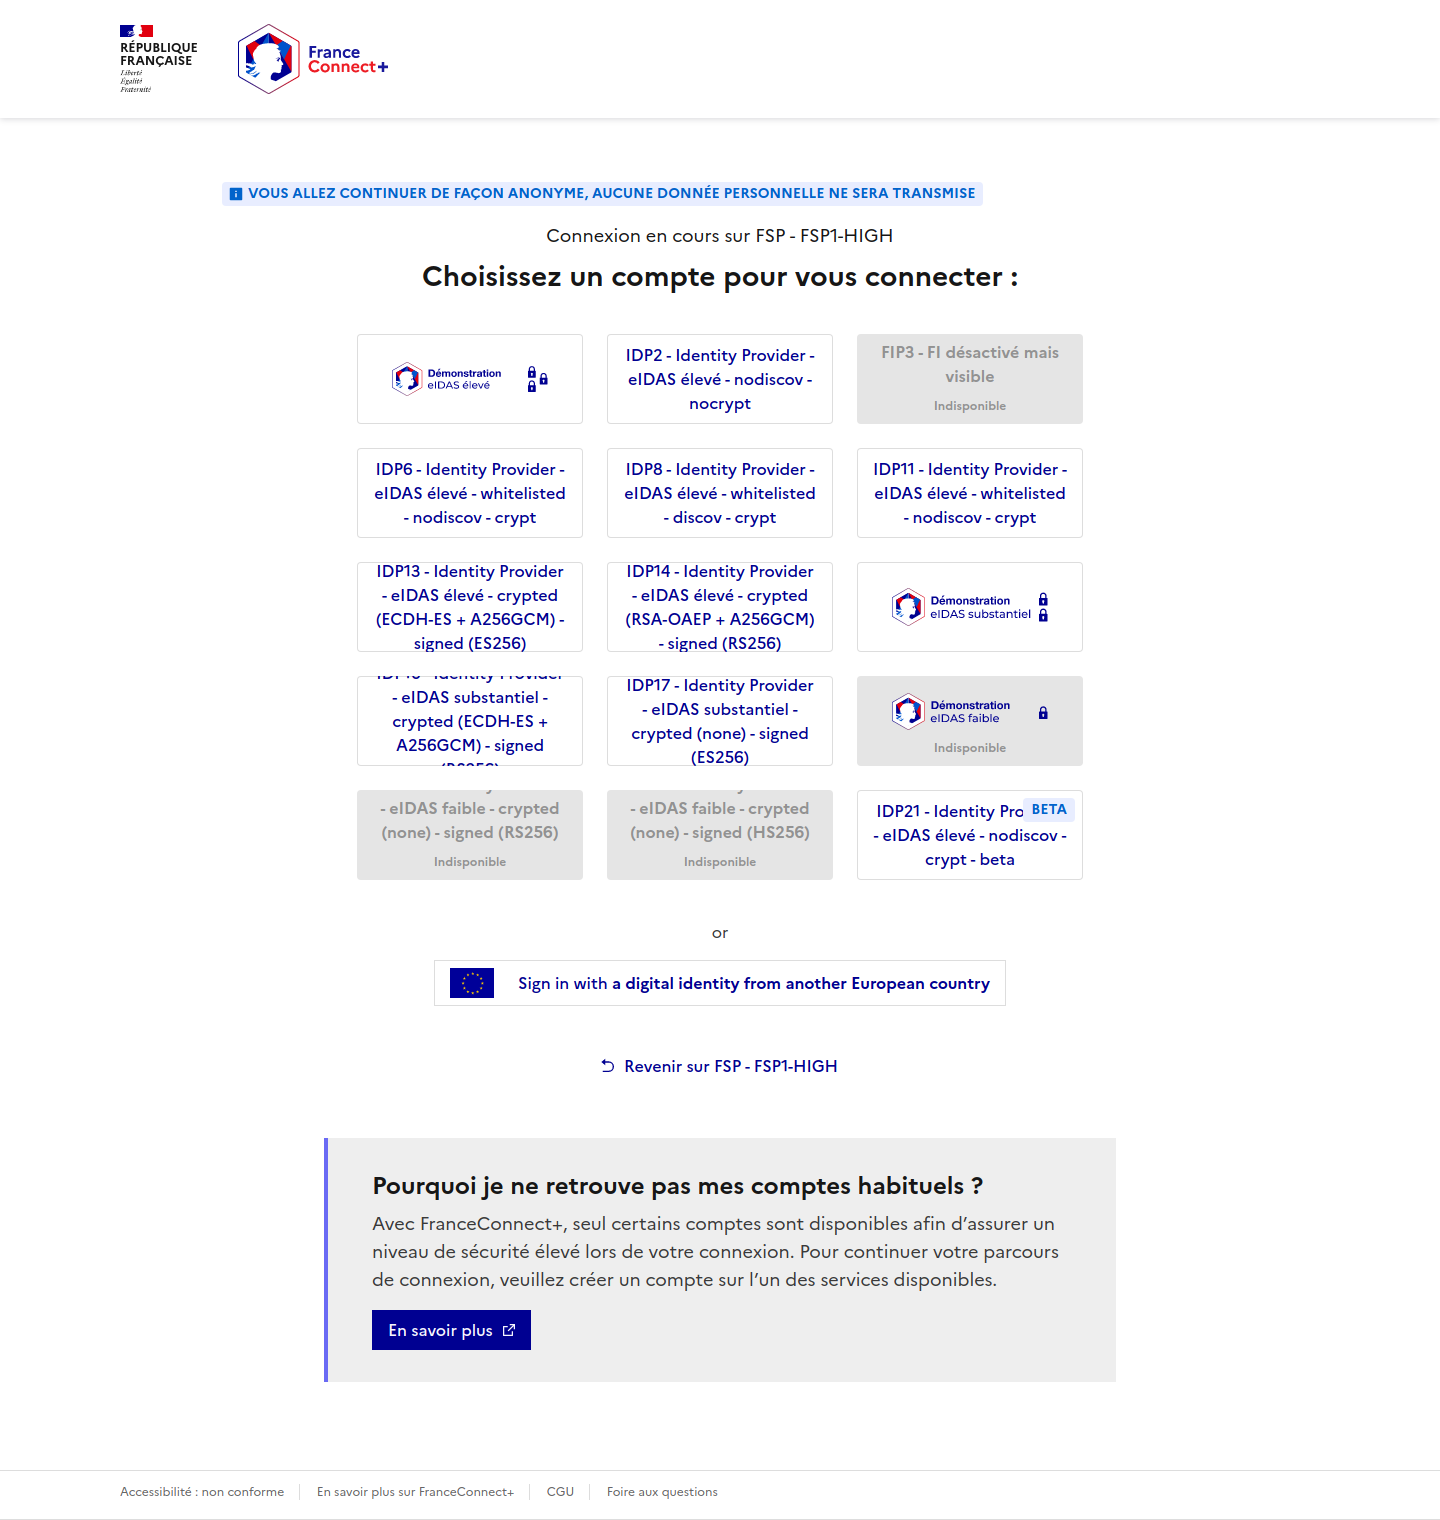 RÉPUBLIQUE
FRANÇAISE
Liberté
Égalité
Fraternité
France
Connect+
VOUS ALLEZ CONTINUER DE FAÇON ANONYME, AUCUNE DONNÉE PERSONNELLE NE SERA TRANSMISE
Connexion en cours sur FSP - FSP1-HIGH
Choisissez un compte pour vous connecter :
Démonstration
eIDAS élevé
IDP2 - Identity Provider -
eIDAS élevé - nodiscov -
nocrypt
FIP3 - FI désactivé mais
visible
Indisponible
IDP6 - Identity Provider -
eIDAS élevé - whitelisted
- nodiscov - crypt
IDP8 - Identity Provider -
eIDAS élevé - whitelisted
- discov - crypt
IDP11 - Identity Provider -
eIDAS élevé - whitelisted
- nodiscov - crypt
IDP13 - Identity Provider
- eIDAS élevé - crypted
(ECDH-ES + A256GCM) -
signed (ES256)
IDP14 - Identity Provider
- eIDAS élevé - crypted
(RSA-OAEP + A256GCM)
- signed (RS256)
Démonstration
eIDAS substantiel
- Identity Provider
- eIDAS substantiel -
crypted (ECDH-ES +
A256GCM) - signed
IDP17 - Identity Provider
- eIDAS substantiel -
crypted (none) - signed
(ES256)
Démonstration
eIDAS faible
Indisponible
- eIDAS faible - crypted
(none) - signed (RS256)
Indisponible
- eIDAS faible - crypted
(none) - signed (HS256)
Indisponible
IDP21 - Identity Pro
BETA
- eIDAS élevé - nodiscov -
crypt - beta
or
Sign in with a digital identity from another European country
Revenir sur FSP - FSP1-HIGH
Pourquoi je ne retrouve pas mes comptes habituels ?
Avec FranceConnect+, seul certains comptes sont disponibles afin d’assurer un
niveau de sécurité élevé lors de votre connexion. Pour continuer votre parcours
de connexion, veuillez créer un compte sur l’un des services disponibles.
En savoir plus
Accessibilité : non conforme
En savoir plus sur FranceConnect+
CGU
Foire aux questions